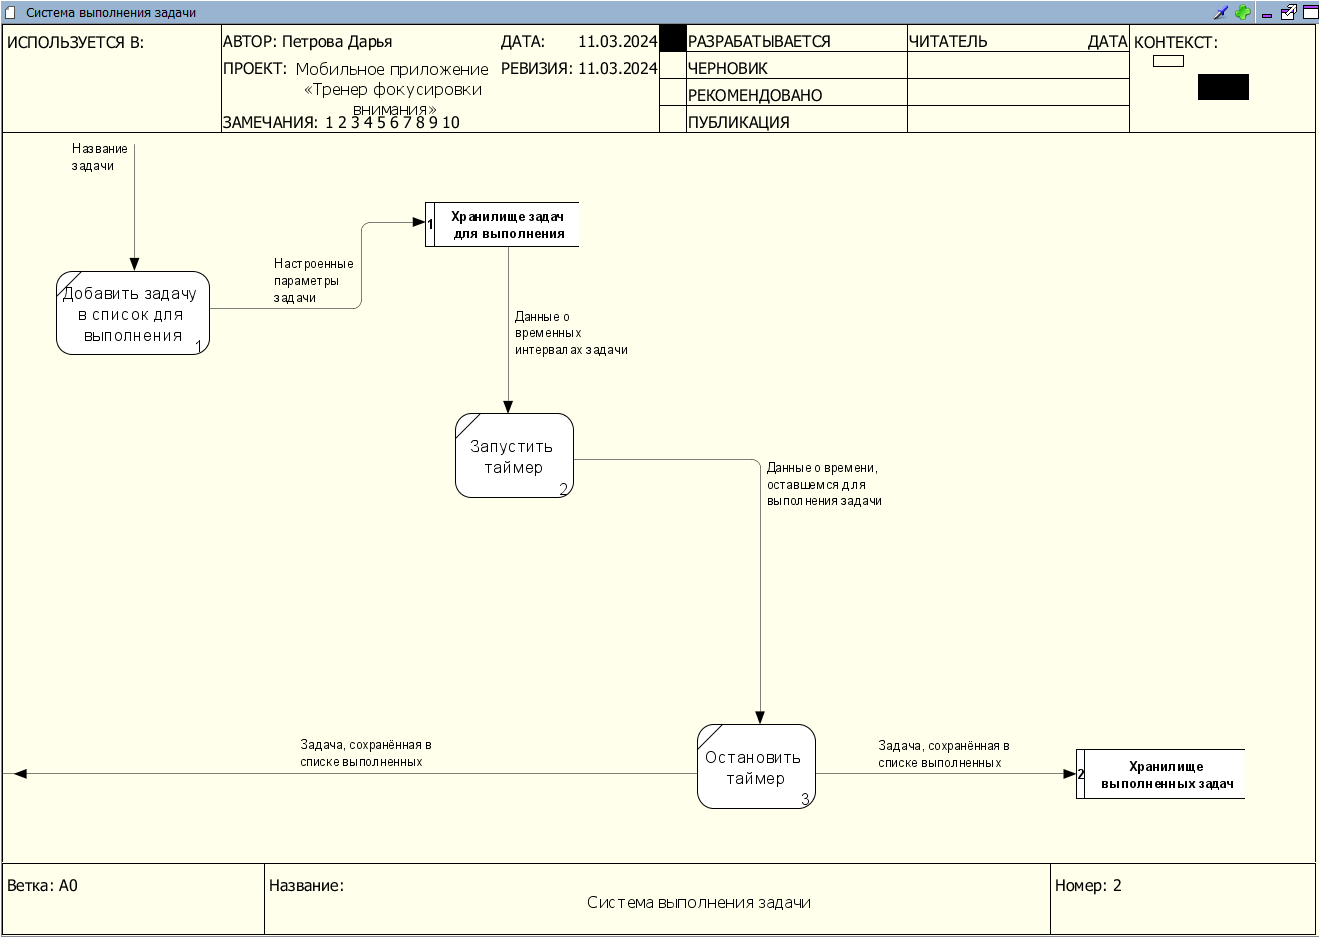 Система выполнения задачи
ИСПОЛЬЗУЕТСЯ В:
АВТОР: Петрова Дарья
ДАТА: 11.03.2024
ПРОЕКТ: Мобильное приложение
«Тренер фокусировки
внимания»
РЕВИЗИЯ: 11.03.2024
ЗАМЕЧАНИЯ: 1 2 3 4 5 6 7 8 9 10
РАЗРАБАТЫВАЕТСЯ
ЧЕРНОВИК
РЕКОМЕНДОВАНО
ПУБЛИКАЦИЯ
ЧИТАТЕЛЬ
ДАТА
КОНТЕКСТ:
Название
задачи
Добавить задачу
в список для
выполнения
1
Настроенные
параметры
задачи
1
Хранилище задач
для выполнения
Данные о
временных
интервалах задачи
Запустить
таймер
2
Данные о времени,
оставшемся для
выполнения задачи
Задача, сохранённая в
списке выполненных
Остановить
таймер
3
Задача, сохранённая в
списке выполненных
2
Хранилище
выполненных задач
Ветка: A0
Название:
Система выполнения задачи
Номер: 2